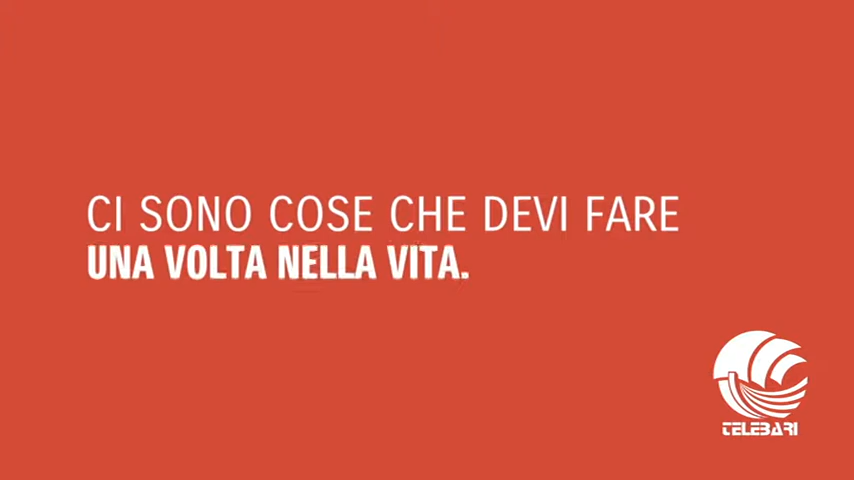 CI SONO COSE CHE DEVI FARE
UNA VOLTA NELLA VITA.
TELEBARI